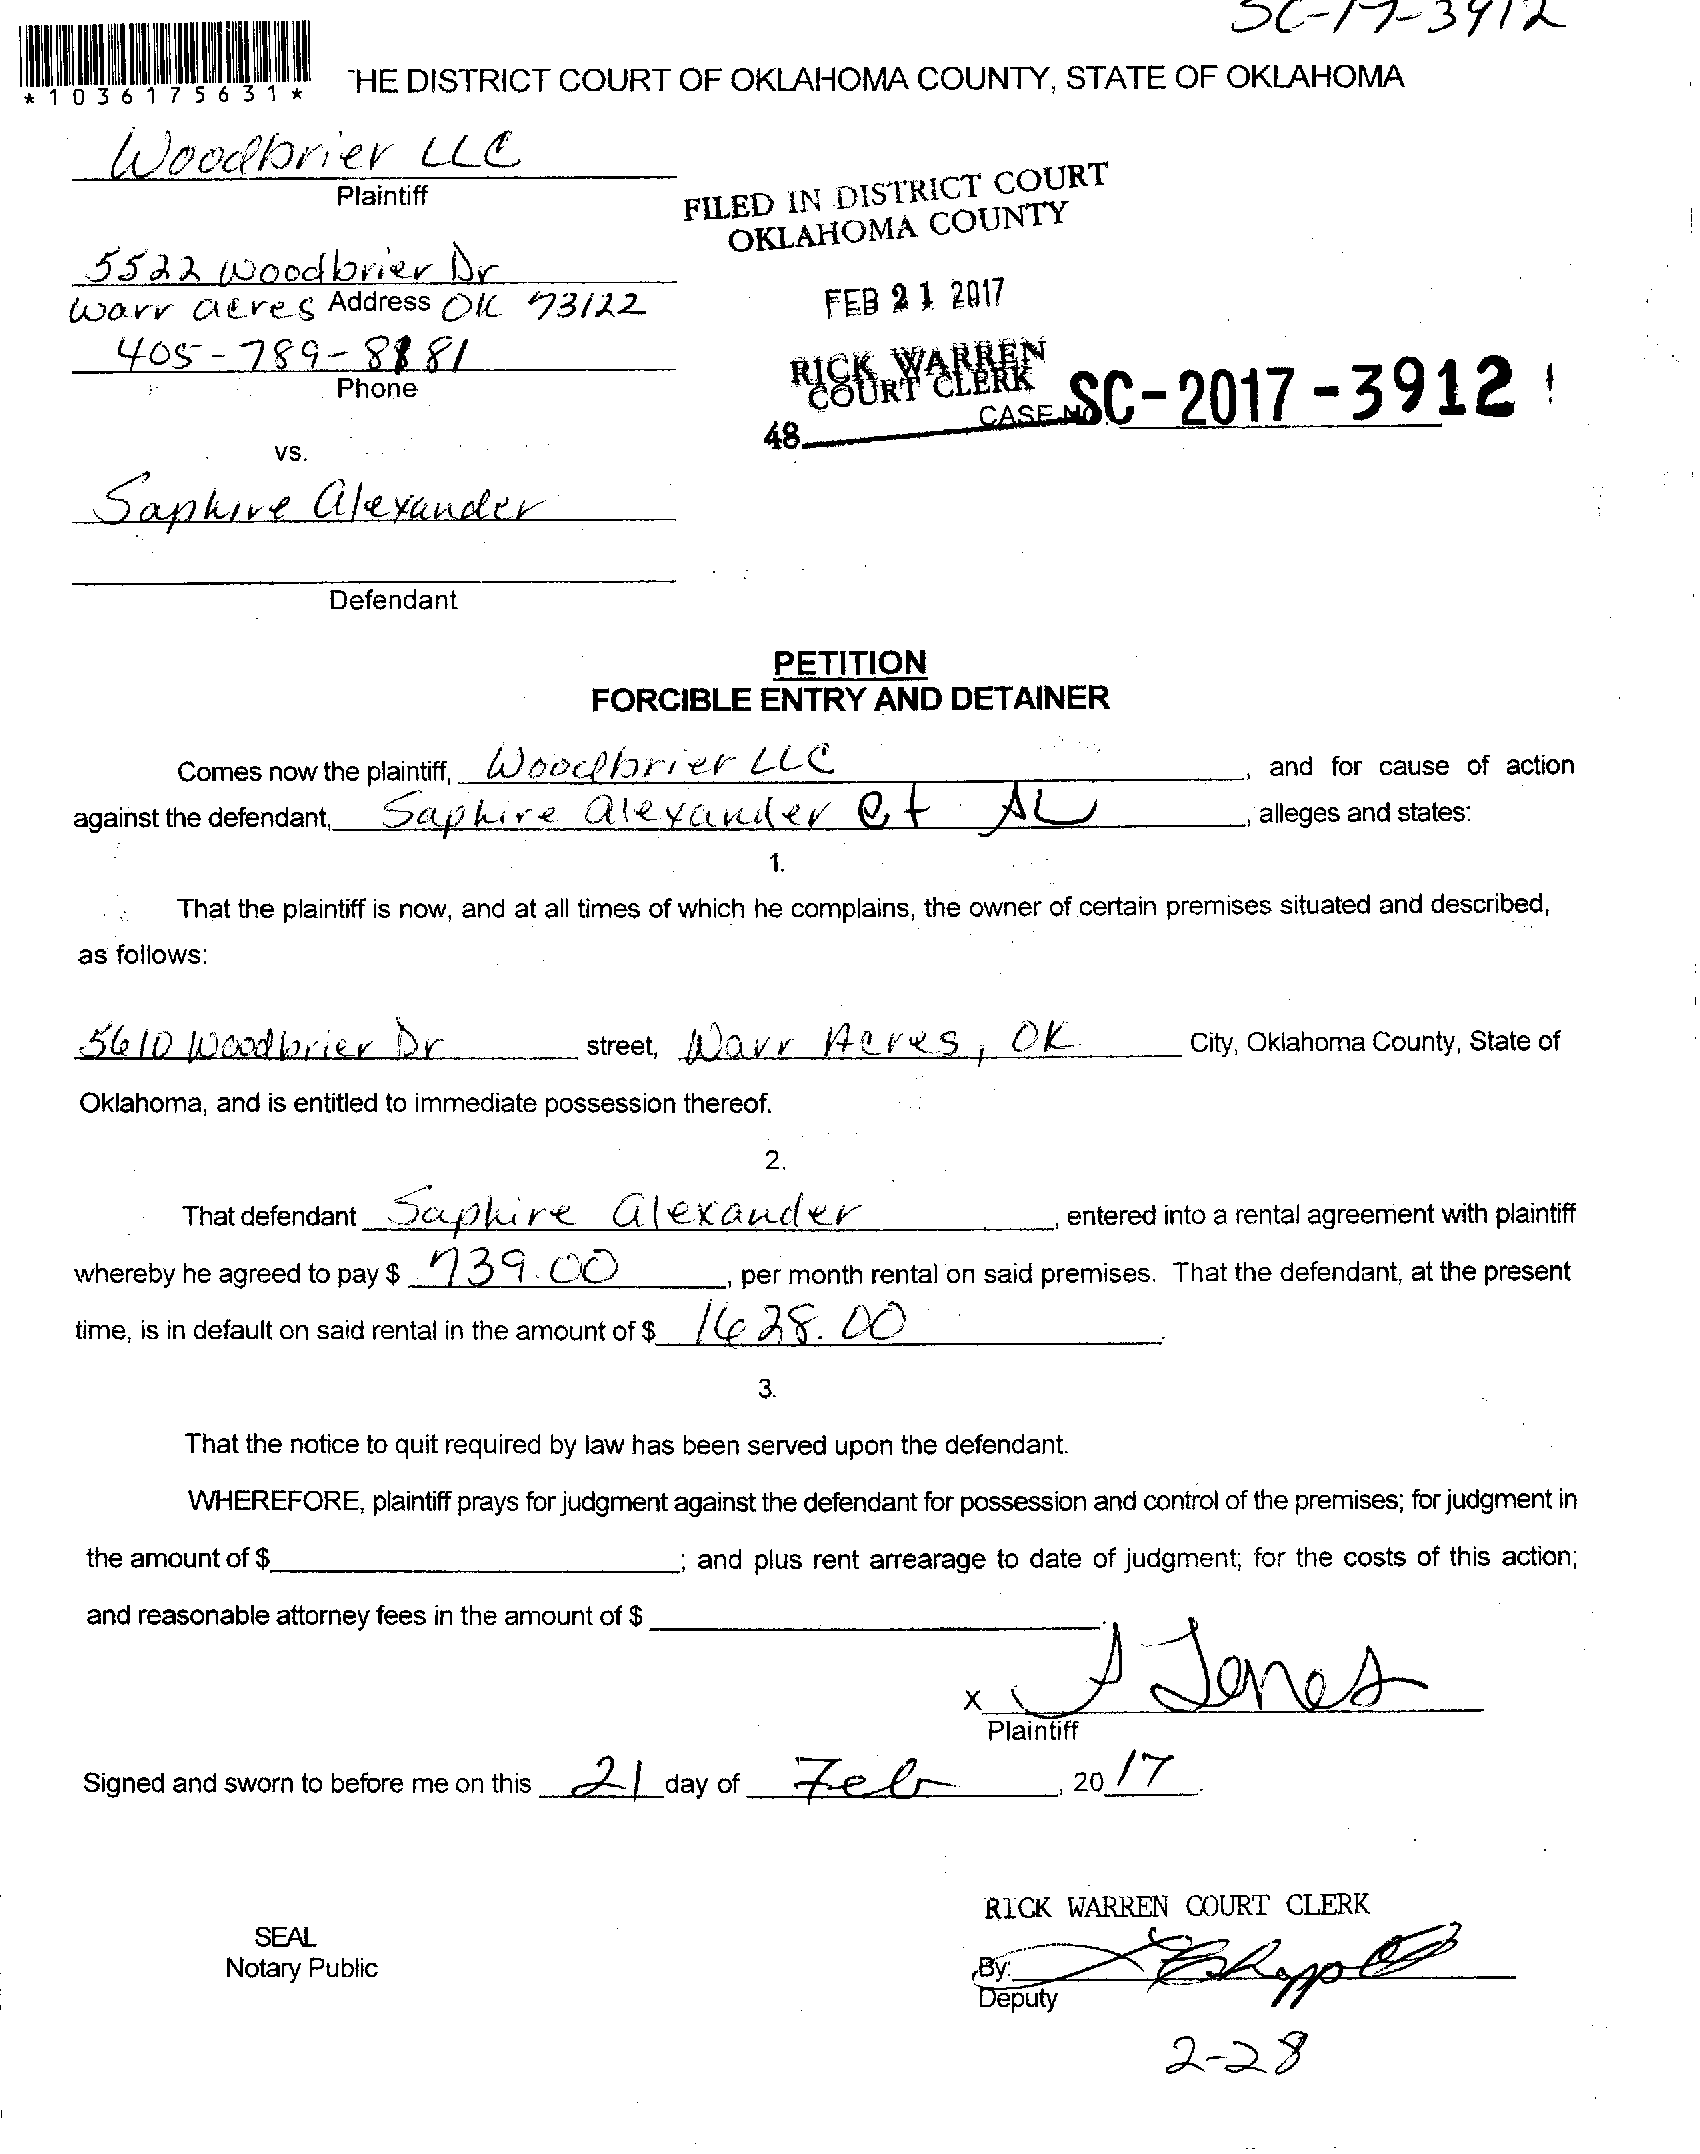 SC-17-3912
*1036175631*
THE DISTRICT COURT OF OKLAHOMA COUNTY, STATE OF OKLAHOMA
Woodbrier LLC
Plaintiff
FILED IN DISTRICT COURT
OKLAHOMA COUNTY
5522 Woodbrier Dr
Warr Acres Address OK 73122
FEB 21 2017
405-789-8881
Phone
RICK WARREN
COURT CLERK
CASE NO. SC-2017-3912
48
vs.
Saphire Alexander
Defendant
PETITION
FORCIBLE ENTRY AND DETAINER
Comes now the plaintiff, Woodbrier LLC, and for cause of action
against the defendant, Saphire Alexander et AL, alleges and states:
1.
That the plaintiff is now, and at all times of which he complains, the owner of certain premises situated and described,
as follows:
5610 Woodbrier Dr street, Warr Acres, OK City, Oklahoma County, State of
Oklahoma, and is entitled to immediate possession thereof.
2.
That defendant Saphire Alexander, entered into a rental agreement with plaintiff
whereby he agreed to pay $ 739.00, per month rental on said premises. That the defendant, at the present
time, is in default on said rental in the amount of $ 1628.00.
3.
That the notice to quit required by law has been served upon the defendant.
WHEREFORE, plaintiff prays for judgment against the defendant for possession and control of the premises; for judgment in
the amount of $ ; and plus rent arrearage to date of judgment; for the costs of this action;
and reasonable attorney fees in the amount of $ .
x J Jones
Plaintiff
Signed and sworn to before me on this 21 day of Feb, 20 17.
RICK WARREN COURT CLERK
SEAL
Notary Public
By:
Deputy
2-28